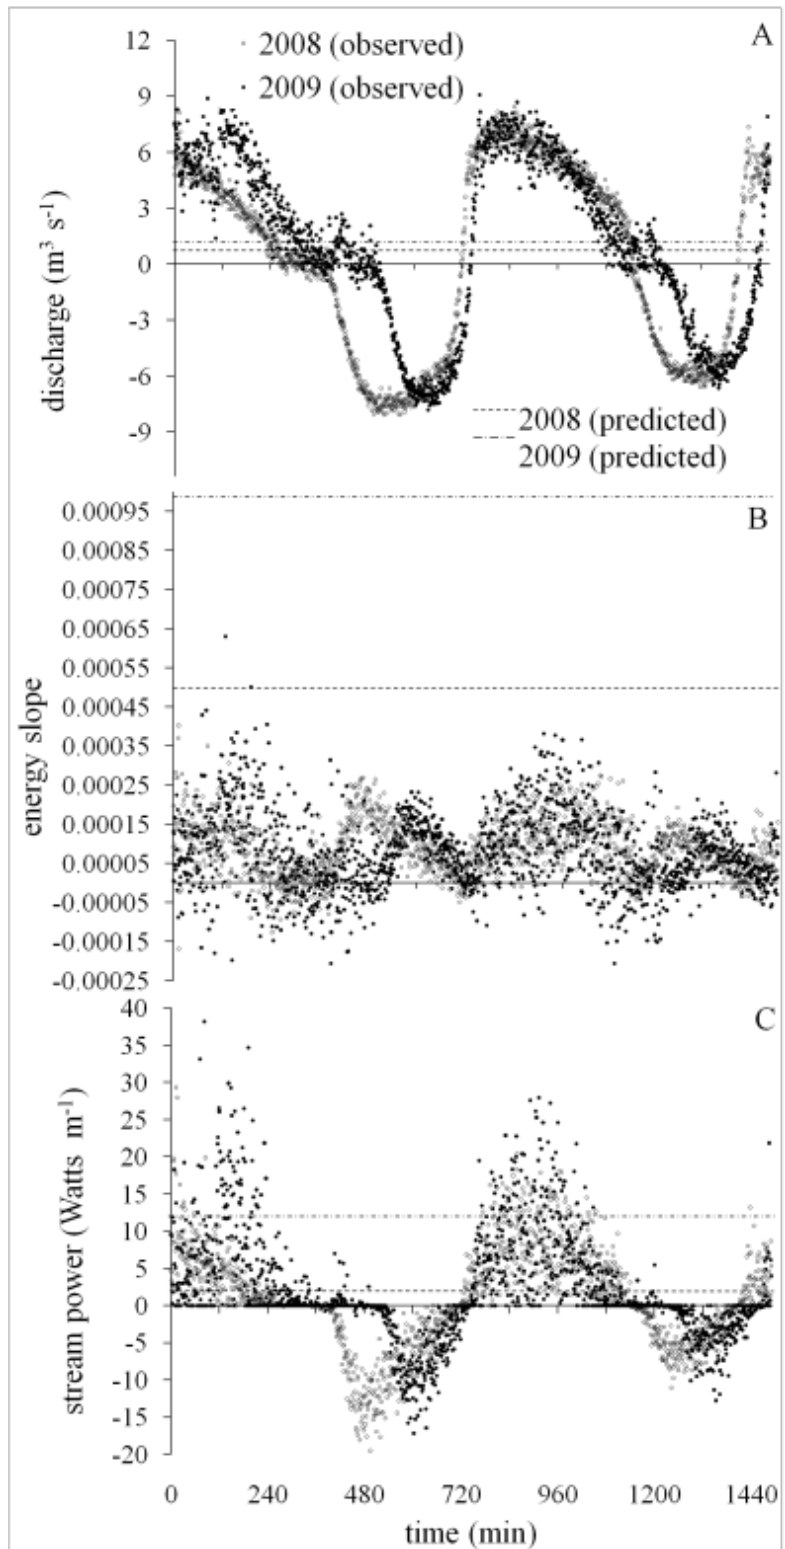 A
2008 (observed)
2009 (observed)
12
9
6
3
0
-3
-6
-9
discharge (m³ s⁻¹)
2008 (predicted)
2009 (predicted)
B
0.00095
0.00085
0.00075
0.00065
0.00055
0.00045
0.00035
0.00025
0.00015
0.00005
-0.00005
-0.00015
-0.00025
energy slope
C
40
35
30
25
20
15
10
5
0
-5
-10
-15
-20
stream power (Watts m⁻¹)
0 240 480 720 960 1200 1440
time (min)